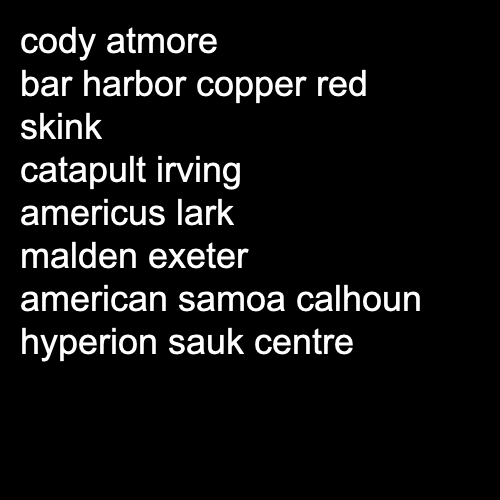 cody atmore
bar harbor copper red
skink
catapult irving
americus lark
malden exeter
american samoa calhoun
hyperion sauk centre